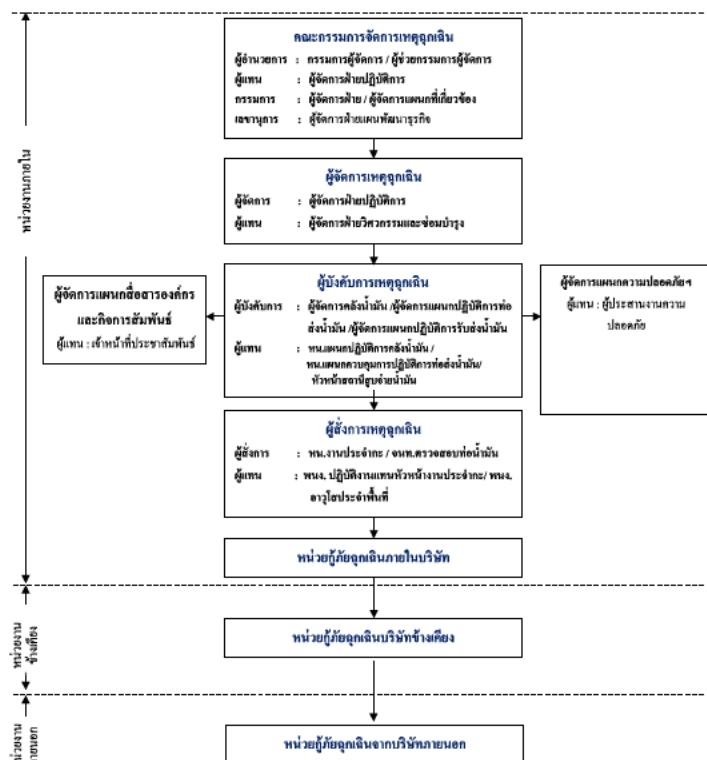 คณะกรรมการจัดการเหตุฉุกเฉิน
ผู้อำนวยการ : กรรมการผู้จัดการ / ผู้ช่วยกรรมการผู้จัดการ
ผู้แทน : ผู้จัดการฝ่ายปฏิบัติการ
กรรมการ : ผู้จัดการฝ่าย / ผู้จัดการแผนกที่เกี่ยวข้อง
เลขานุการ : ผู้จัดการฝ่ายแผนพัฒนาธุรกิจ
หน่วยงานภายใน
ผู้จัดการเหตุฉุกเฉิน
ผู้จัดการ : ผู้จัดการฝ่ายปฏิบัติการ
ผู้แทน : ผู้จัดการฝ่ายวิศวกรรมและซ่อมบำรุง
ผู้จัดการแผนกสื่อสารองค์กร
และกิจการสัมพันธ์
ผู้แทน : เจ้าหน้าที่ประชาสัมพันธ์
ผู้บังคับการเหตุฉุกเฉิน
ผู้บังคับการ : ผู้จัดการคลังน้ำมัน /ผู้จัดการแผนกปฏิบัติการท่อ
ส่งน้ำมัน /ผู้จัดการแผนกปฏิบัติการรับส่งน้ำมัน
ผู้แทน : หน.แผนกปฏิบัติการคลังน้ำมัน /
หน.แผนกควบคุมการปฏิบัติการท่อส่งน้ำมัน/
หัวหน้าสถานีสูบจ่ายน้ำมัน
ผู้จัดการแผนกความปลอดภัยฯ
ผู้แทน : ผู้ประสานงานความ
ปลอดภัย
ผู้สั่งการเหตุฉุกเฉิน
ผู้สั่งการ : หน.งานประจำกะ / จนท.ตรวจสอบท่อน้ำมัน
ผู้แทน : พนง. ปฏิบัติงานแทนหัวหน้างานประจำกะ/ พนง.
อาวุโสประจำพื้นที่
หน่วยกู้ภัยฉุกเฉินภายในบริษัท
หน่วยงาน
ข้างเคียง
หน่วยกู้ภัยฉุกเฉินบริษัทข้างเคียง
หน่วยงาน
ภายนอก
หน่วยกู้ภัยฉุกเฉินจากบริษัทภายนอก